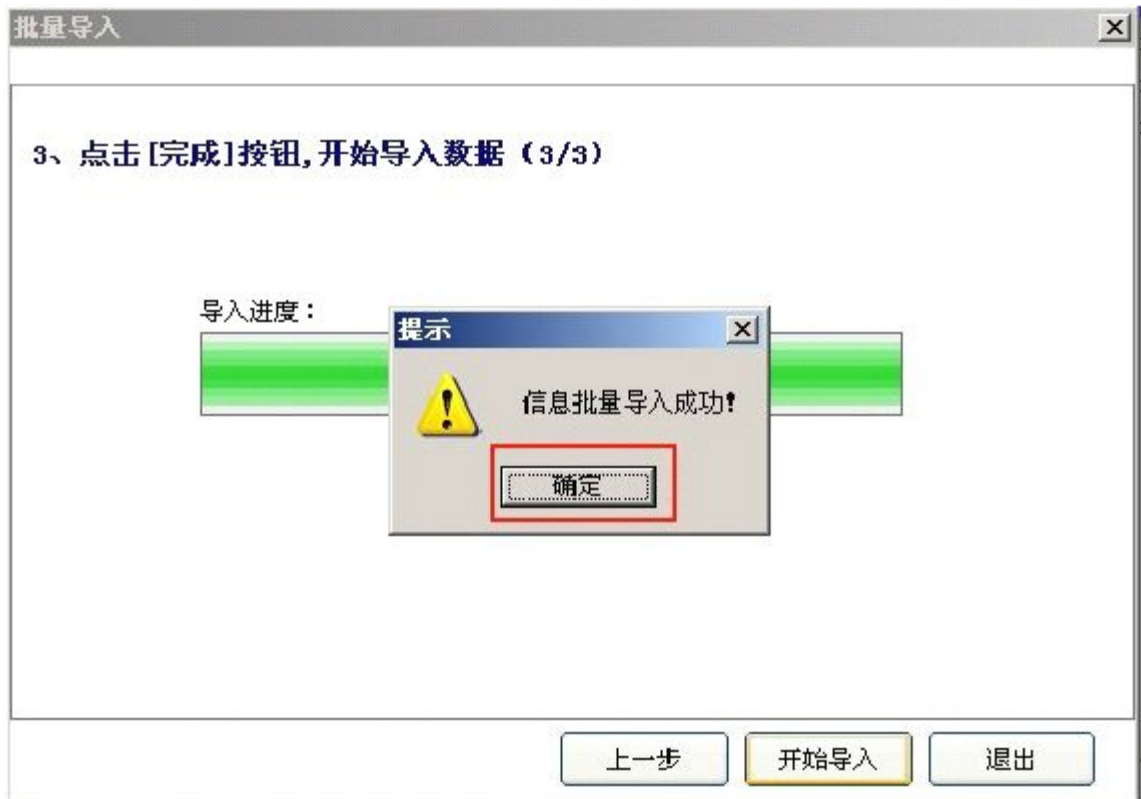 批量导入
3、点击[完成]按钮,开始导入数据（3/3）
导入进度：
提示
信息批量导入成功!
确定
上一步 开始导入 退出